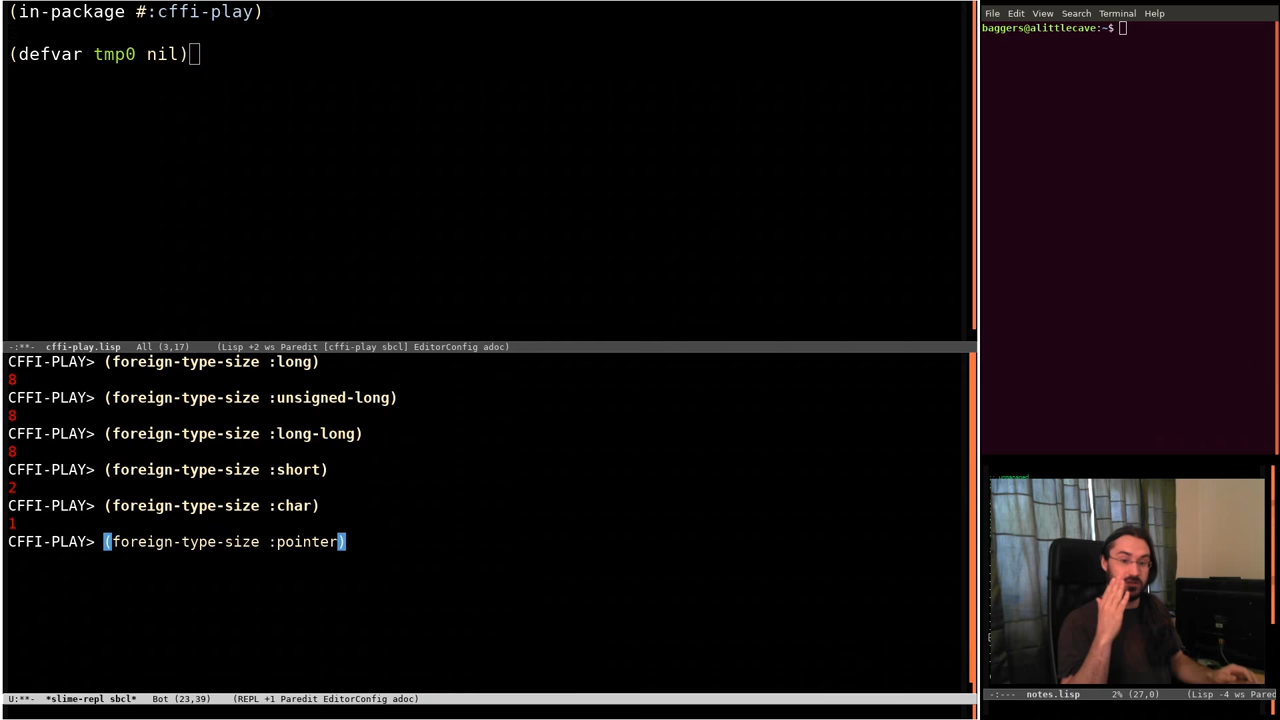 (in-package #:cffi-play)
(defvar tmp0 nil)
-:**-  cffi-play.lisp   All (3,17)     (Lisp +2 ws Paredit [cffi-play sbcl] EditorConfig adoc)
CFFI-PLAY> (foreign-type-size :long)
8
CFFI-PLAY> (foreign-type-size :unsigned-long)
8
CFFI-PLAY> (foreign-type-size :long-long)
8
CFFI-PLAY> (foreign-type-size :short)
2
CFFI-PLAY> (foreign-type-size :char)
1
CFFI-PLAY> (foreign-type-size :pointer)
U:**-  *slime-repl sbcl*   Bot (23,39)    (REPL +1 Paredit EditorConfig adoc)
File Edit View Search Terminal Help
baggers@alittlecave:~$
-:---  notes.lisp     2% (27,0)     (Lisp -4 ws Pared